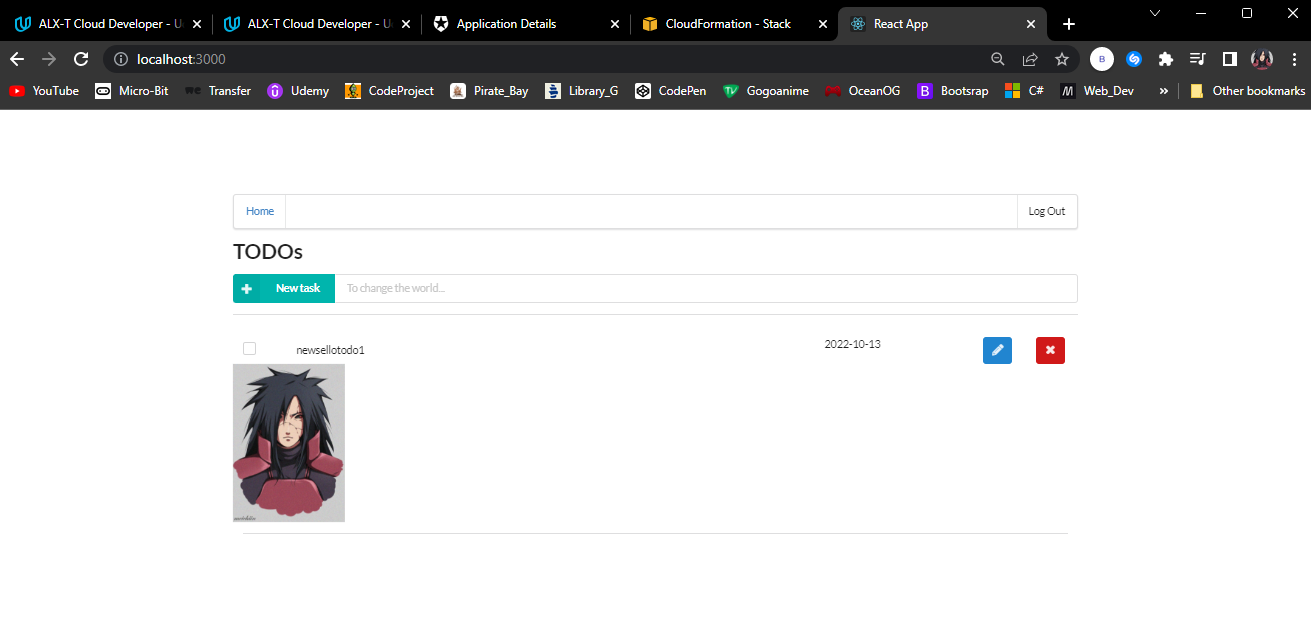 ALX-T Cloud Developer - U
ALX-T Cloud Developer - U
Application Details
CloudFormation - Stack
React App
localhost:3000
B
YouTube
Micro-Bit
we Transfer
Udemy
CodeProject
Pirate_Bay
Library_G
CodePen
Gogoanime
OceanOG
B Bootsrap
C#
M Web_Dev
»
Other bookmarks
Home
Log Out
TODOs
New task
To change the world...
newsellotodo1
2022-10-13